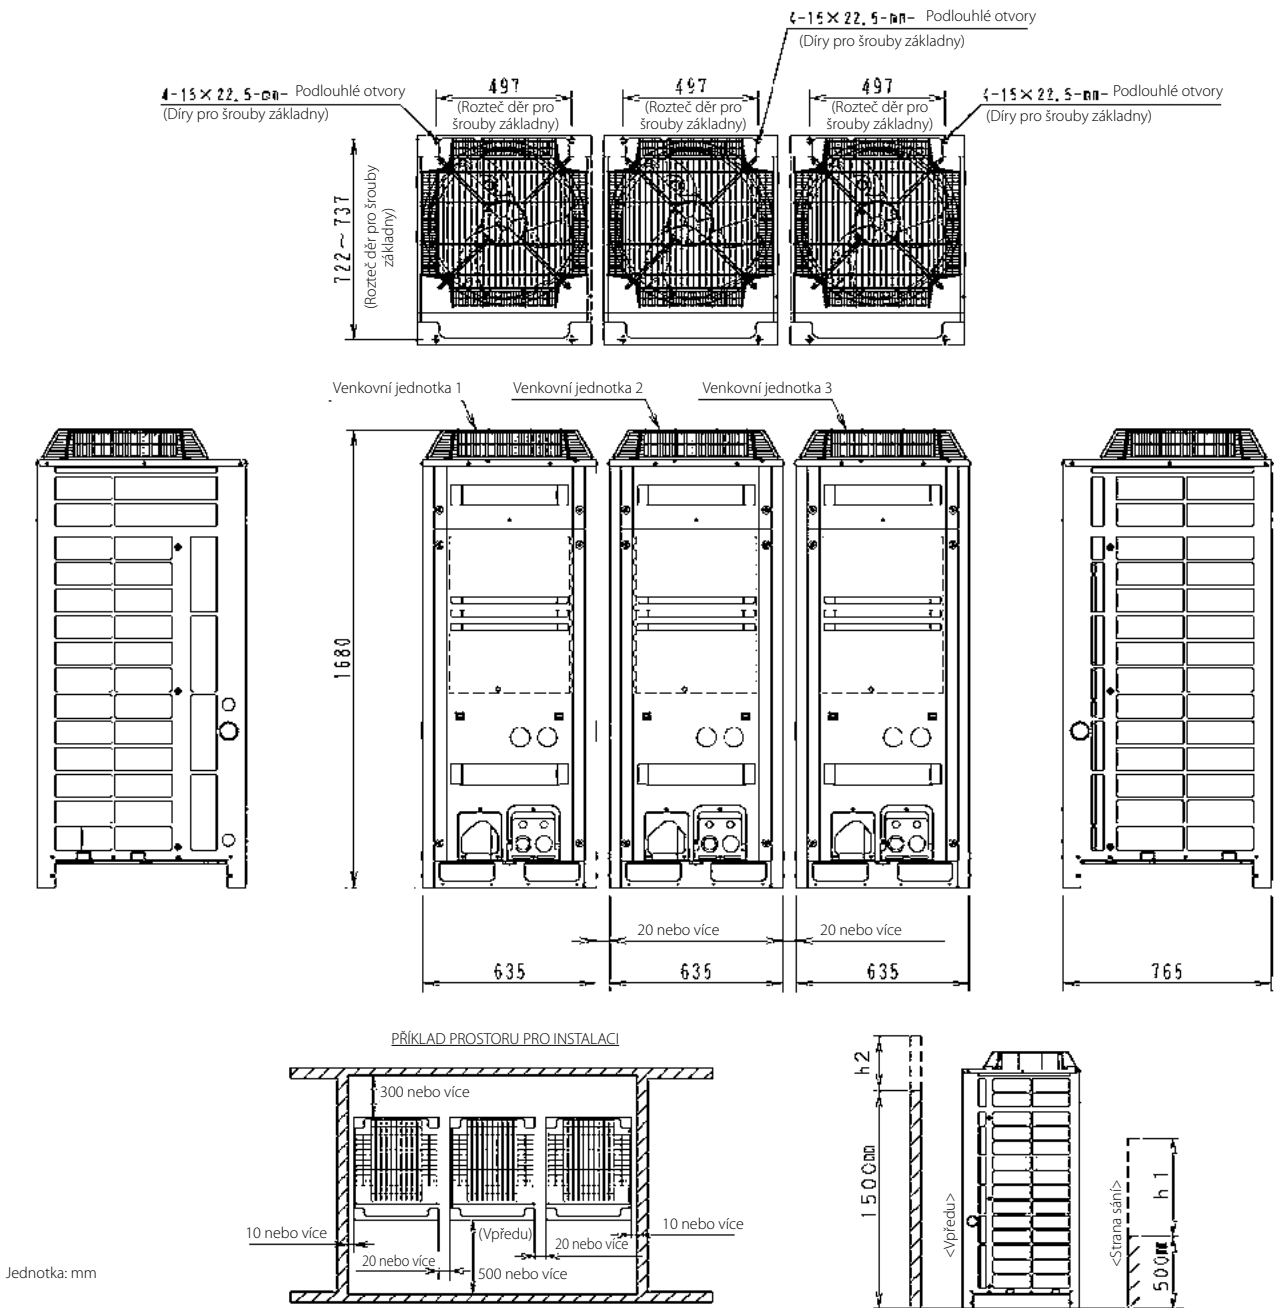 4-15×22.5-mm- Podlouhlé otvory
(Díry pro šrouby základny)
4-15×22.5-mm- Podlouhlé otvory
(Díry pro šrouby základny)
4-15×22.5-mm- Podlouhlé otvory
(Díry pro šrouby základny)
497
(Rozteč děr pro
šrouby základny)
497
(Rozteč děr pro
šrouby základny)
497
(Rozteč děr pro
šrouby základny)
722~737
(Rozteč děr pro šrouby
základny)
Venkovní jednotka 1
Venkovní jednotka 2
Venkovní jednotka 3
1680
20 nebo více
20 nebo více
635
635
635
765
PŘÍKLAD PROSTORU PRO INSTALACI
300 nebo více
(Vpředu)
10 nebo více
10 nebo více
20 nebo více
20 nebo více
500 nebo více
h2
1500mm
<Vpředu>
<Strana sání>
h1
500mm
Jednotka: mm